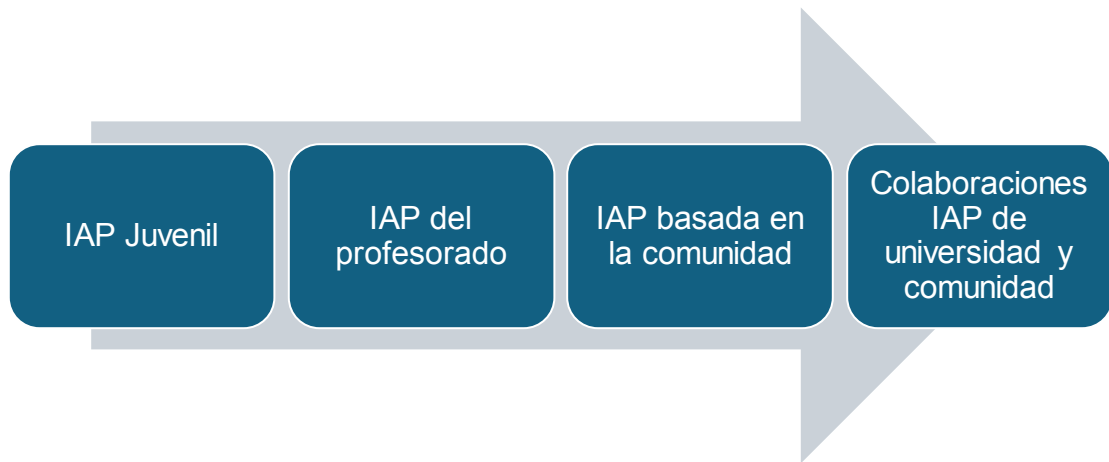 IAP Juvenil
IAP del
profesorado
IAP basada en
la comunidad
Colaboraciones
IAP de
universidad y
comunidad